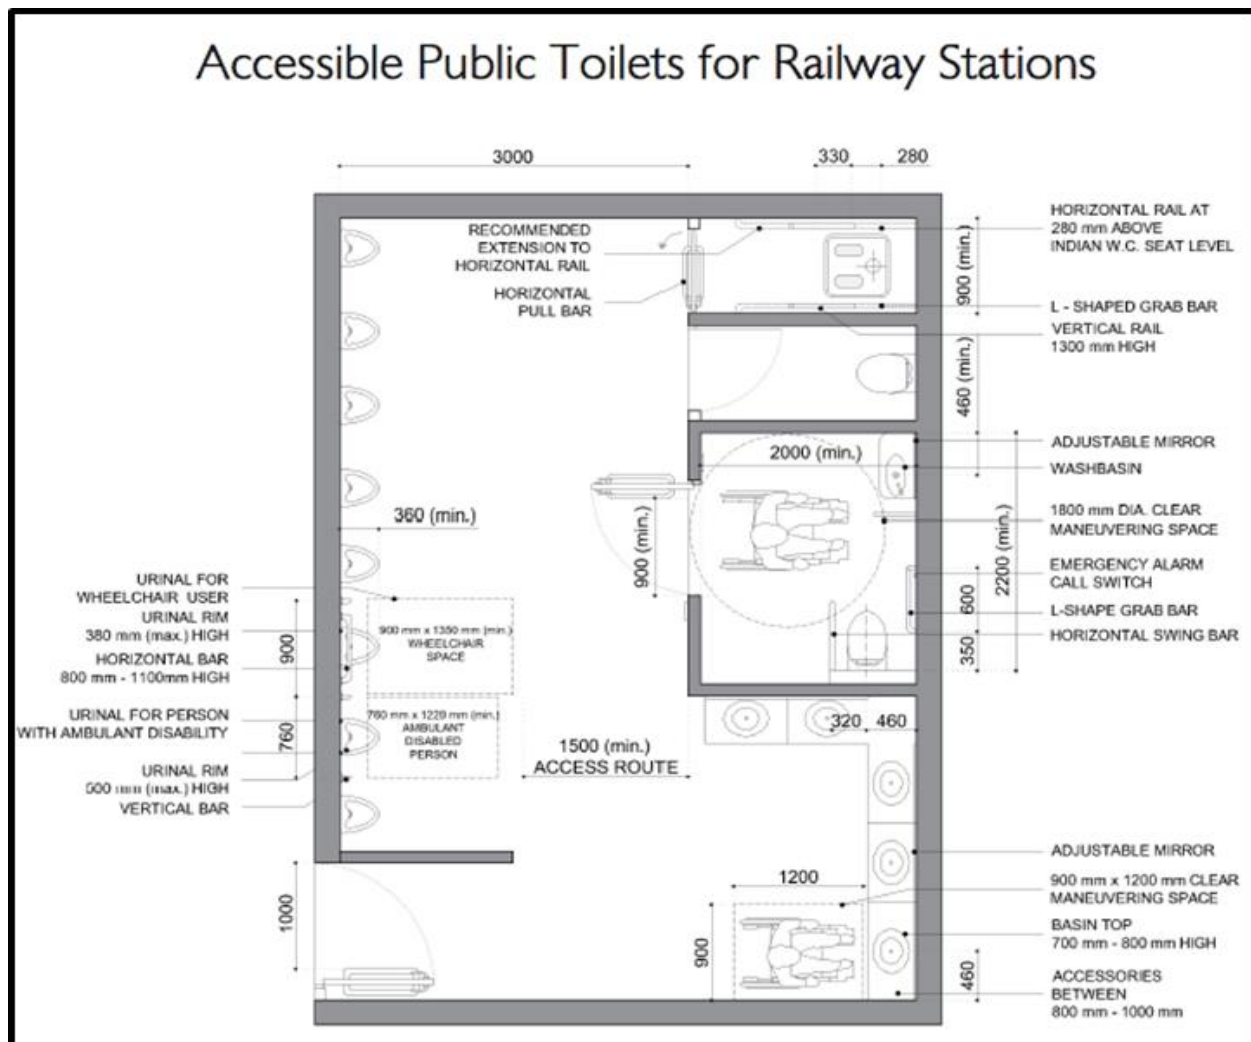 Accessible Public Toilets for Railway Stations
3000
330
280
RECOMMENDED
EXTENSION TO
HORIZONTAL RAIL
HORIZONTAL
PULL BAR
900 (min.)
HORIZONTAL RAIL AT
280 mm ABOVE
INDIAN W.C. SEAT LEVEL
L - SHAPED GRAB BAR
VERTICAL RAIL
1300 mm HIGH
460 (min.)
2000 (min.)
ADJUSTABLE MIRROR
WASHBASIN
1800 mm DIA. CLEAR
MANEUVERING SPACE
2200 (min.)
EMERGENCY ALARM
CALL SWITCH
600
L-SHAPE GRAB BAR
HORIZONTAL SWING BAR
350
360 (min.)
900 (min.)
URINAL FOR
WHEELCHAIR USER
URINAL RIM
380 mm (max.) HIGH
HORIZONTAL BAR
800 mm - 1100mm HIGH
900
900 mm x 1350 mm (min.)
WHEELCHAIR
SPACE
URINAL FOR PERSON
WITH AMBULANT DISABILITY
760
760 mm x 1220 mm (min.)
AMBULANT
DISABLED
PERSON
URINAL RIM
500 mm (max.) HIGH
VERTICAL BAR
1500 (min.)
ACCESS ROUTE
320
460
1000
1200
900
ADJUSTABLE MIRROR
900 mm x 1200 mm CLEAR
MANEUVERING SPACE
BASIN TOP
700 mm - 800 mm HIGH
460
ACCESSORIES
BETWEEN
800 mm - 1000 mm